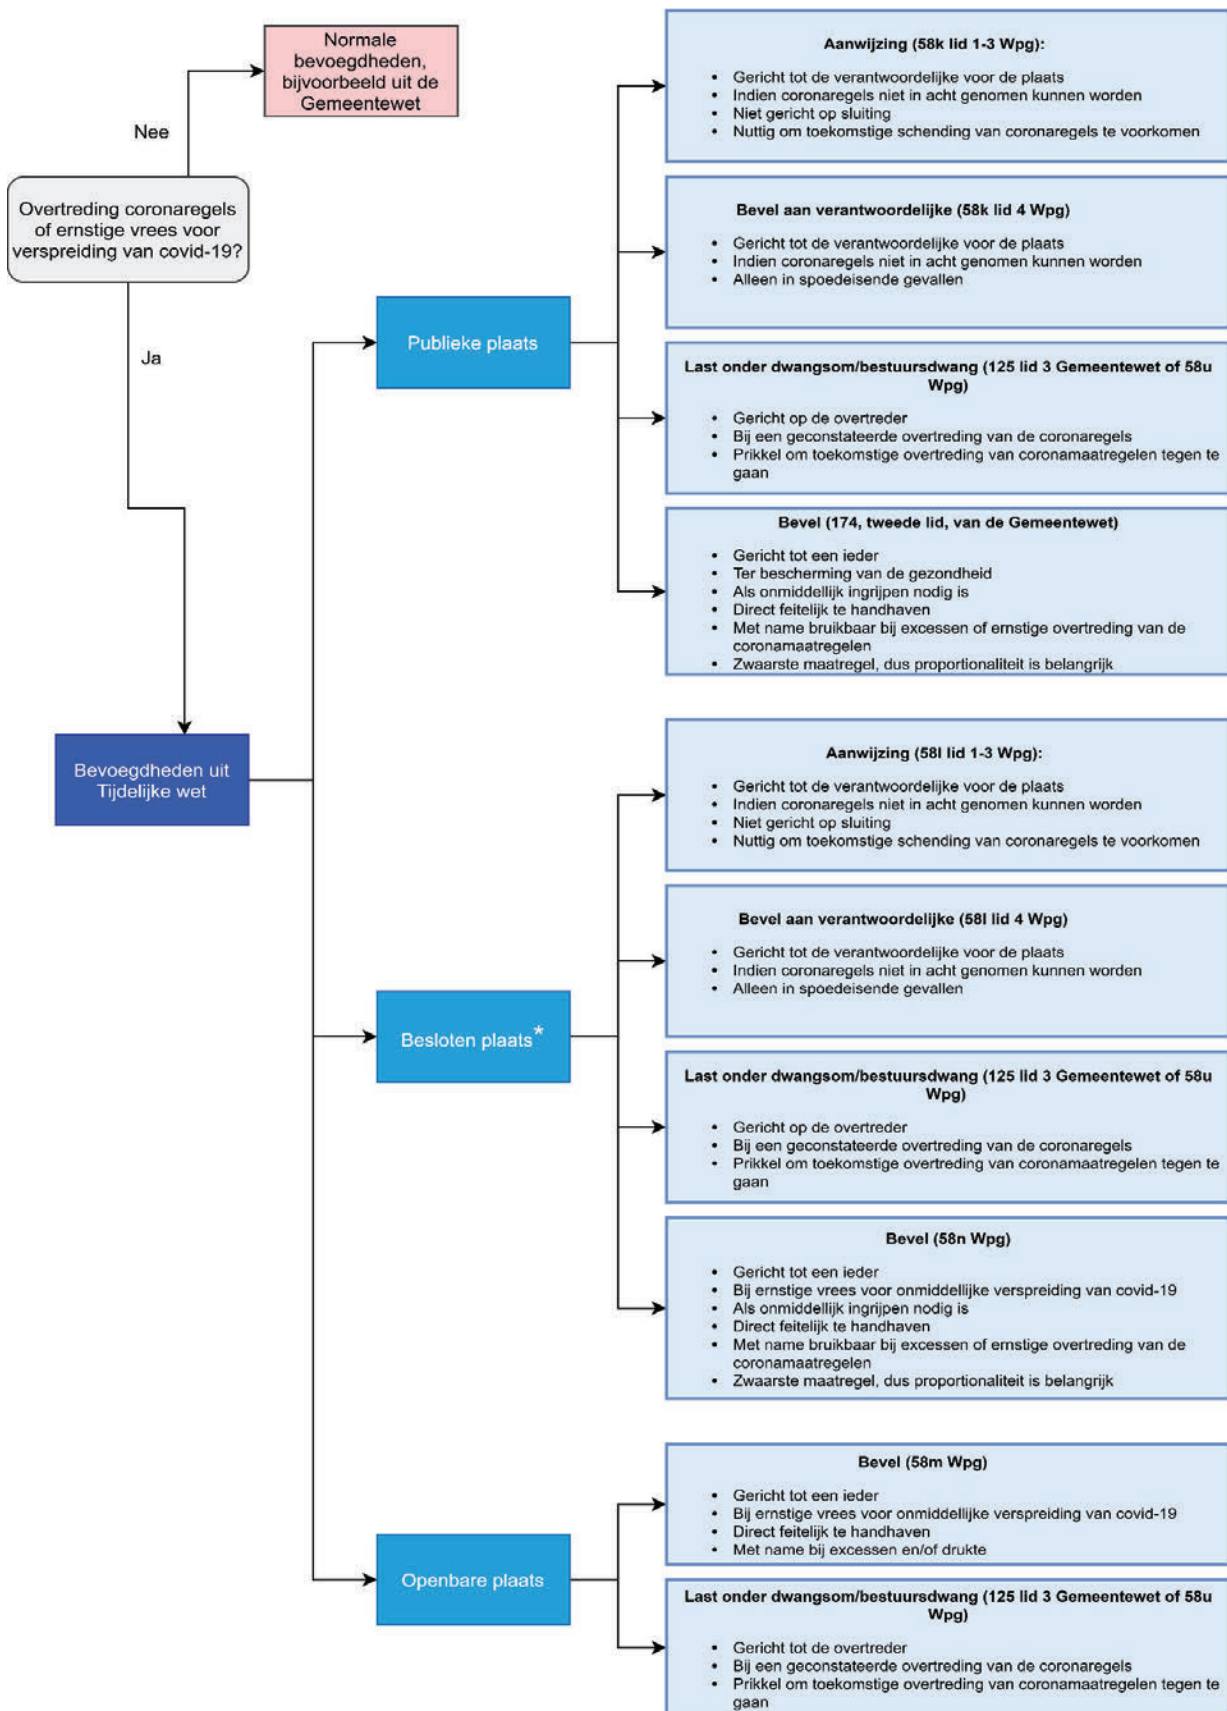 Normale
bevoegdheden,
bijvoorbeeld uit de
Gemeentewet
Nee
Overtreding coronaregels
of ernstige vrees voor
verspreiding van covid-19?
Ja
Bevoegdheden uit
Tijdelijke wet
Publieke plaats
Aanwijzing (58k lid 1-3 Wpg):
• Gericht tot de verantwoordelijke voor de plaats
• Indien coronaregels niet in acht genomen kunnen worden
• Niet gericht op sluiting
• Nuttig om toekomstige schending van coronaregels te voorkomen
Bevel aan verantwoordelijke (58k lid 4 Wpg)
• Gericht tot de verantwoordelijke voor de plaats
• Indien coronaregels niet in acht genomen kunnen worden
• Alleen in spoedeisende gevallen
Last onder dwangsom/bestuursdwang (125 lid 3 Gemeentewet of 58u
Wpg)
• Gericht op de overtreder
• Bij een geconstateerde overtreding van de coronaregels
• Prikkel om toekomstige overtreding van coronamaatregelen tegen te
gaan
Bevel (174, tweede lid, van de Gemeentewet)
• Gericht tot een ieder
• Ter bescherming van de gezondheid
• Als onmiddellijk ingrijpen nodig is
• Direct feitelijk te handhaven
• Met name bruikbaar bij excessen of ernstige overtreding van de
coronamaatregelen
• Zwaarste maatregel, dus proportionaliteit is belangrijk
Besloten plaats*
Aanwijzing (58l lid 1-3 Wpg):
• Gericht tot de verantwoordelijke voor de plaats
• Indien coronaregels niet in acht genomen kunnen worden
• Niet gericht op sluiting
• Nuttig om toekomstige schending van coronaregels te voorkomen
Bevel aan verantwoordelijke (58l lid 4 Wpg)
• Gericht tot de verantwoordelijke voor de plaats
• Indien coronaregels niet in acht genomen kunnen worden
• Alleen in spoedeisende gevallen
Last onder dwangsom/bestuursdwang (125 lid 3 Gemeentewet of 58u
Wpg)
• Gericht op de overtreder
• Bij een geconstateerde overtreding van de coronaregels
• Prikkel om toekomstige overtreding van coronamaatregelen tegen te
gaan
Bevel (58n Wpg)
• Gericht tot een ieder
• Bij ernstige vrees voor onmiddellijke verspreiding van covid-19
• Als onmiddellijk ingrijpen nodig is
• Direct feitelijk te handhaven
• Met name bruikbaar bij excessen of ernstige overtreding van de
coronamaatregelen
• Zwaarste maatregel, dus proportionaliteit is belangrijk
Openbare plaats
Bevel (58m Wpg)
• Gericht tot een ieder
• Bij ernstige vrees voor onmiddellijke verspreiding van covid-19
• Direct feitelijk te handhaven
• Met name bij excessen en/of drukte
Last onder dwangsom/bestuursdwang (125 lid 3 Gemeentewet of 58u
Wpg)
• Gericht tot de overtreder
• Bij een geconstateerde overtreding van de coronaregels
• Prikkel om toekomstige overtreding van coronamaatregelen tegen te
gaan